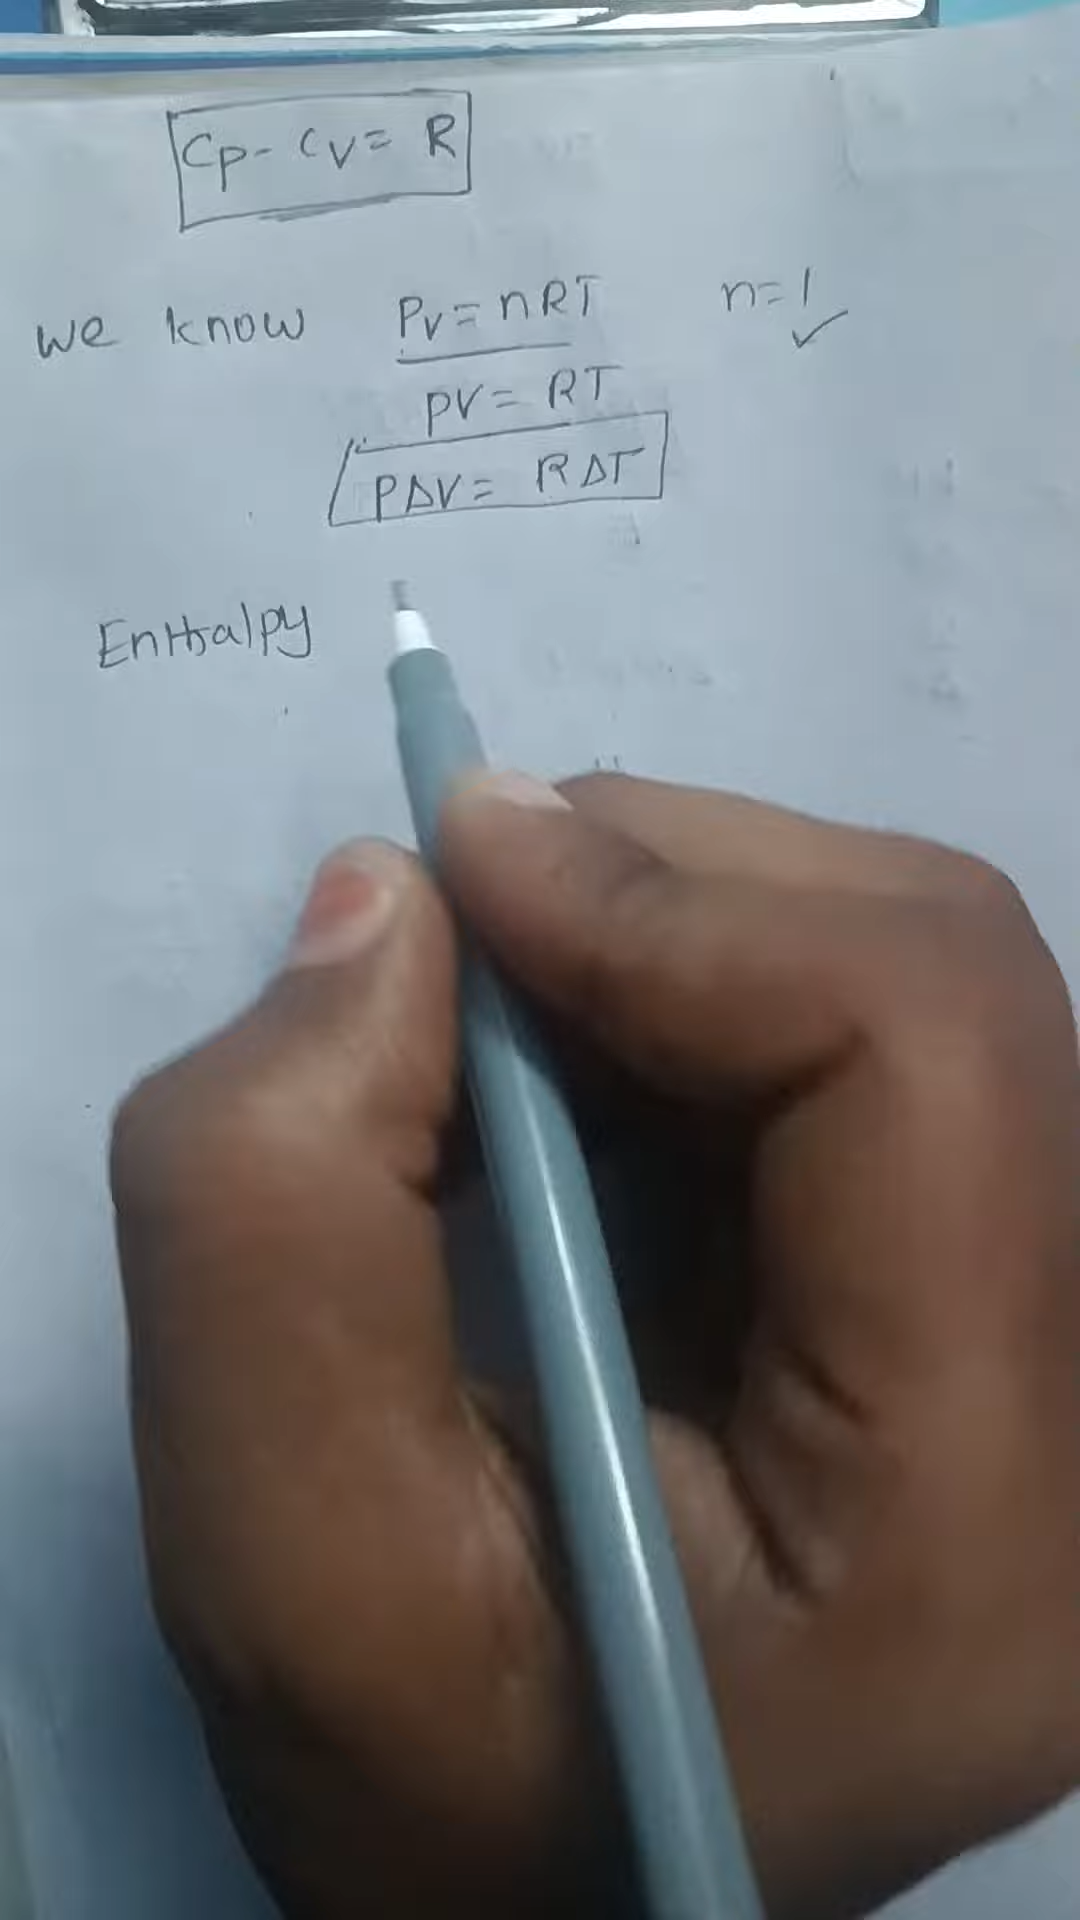 Cp - Cv = R
we know PV = nRT n=1 ✓
PV = RT
PΔV = RΔT
Enthalpy